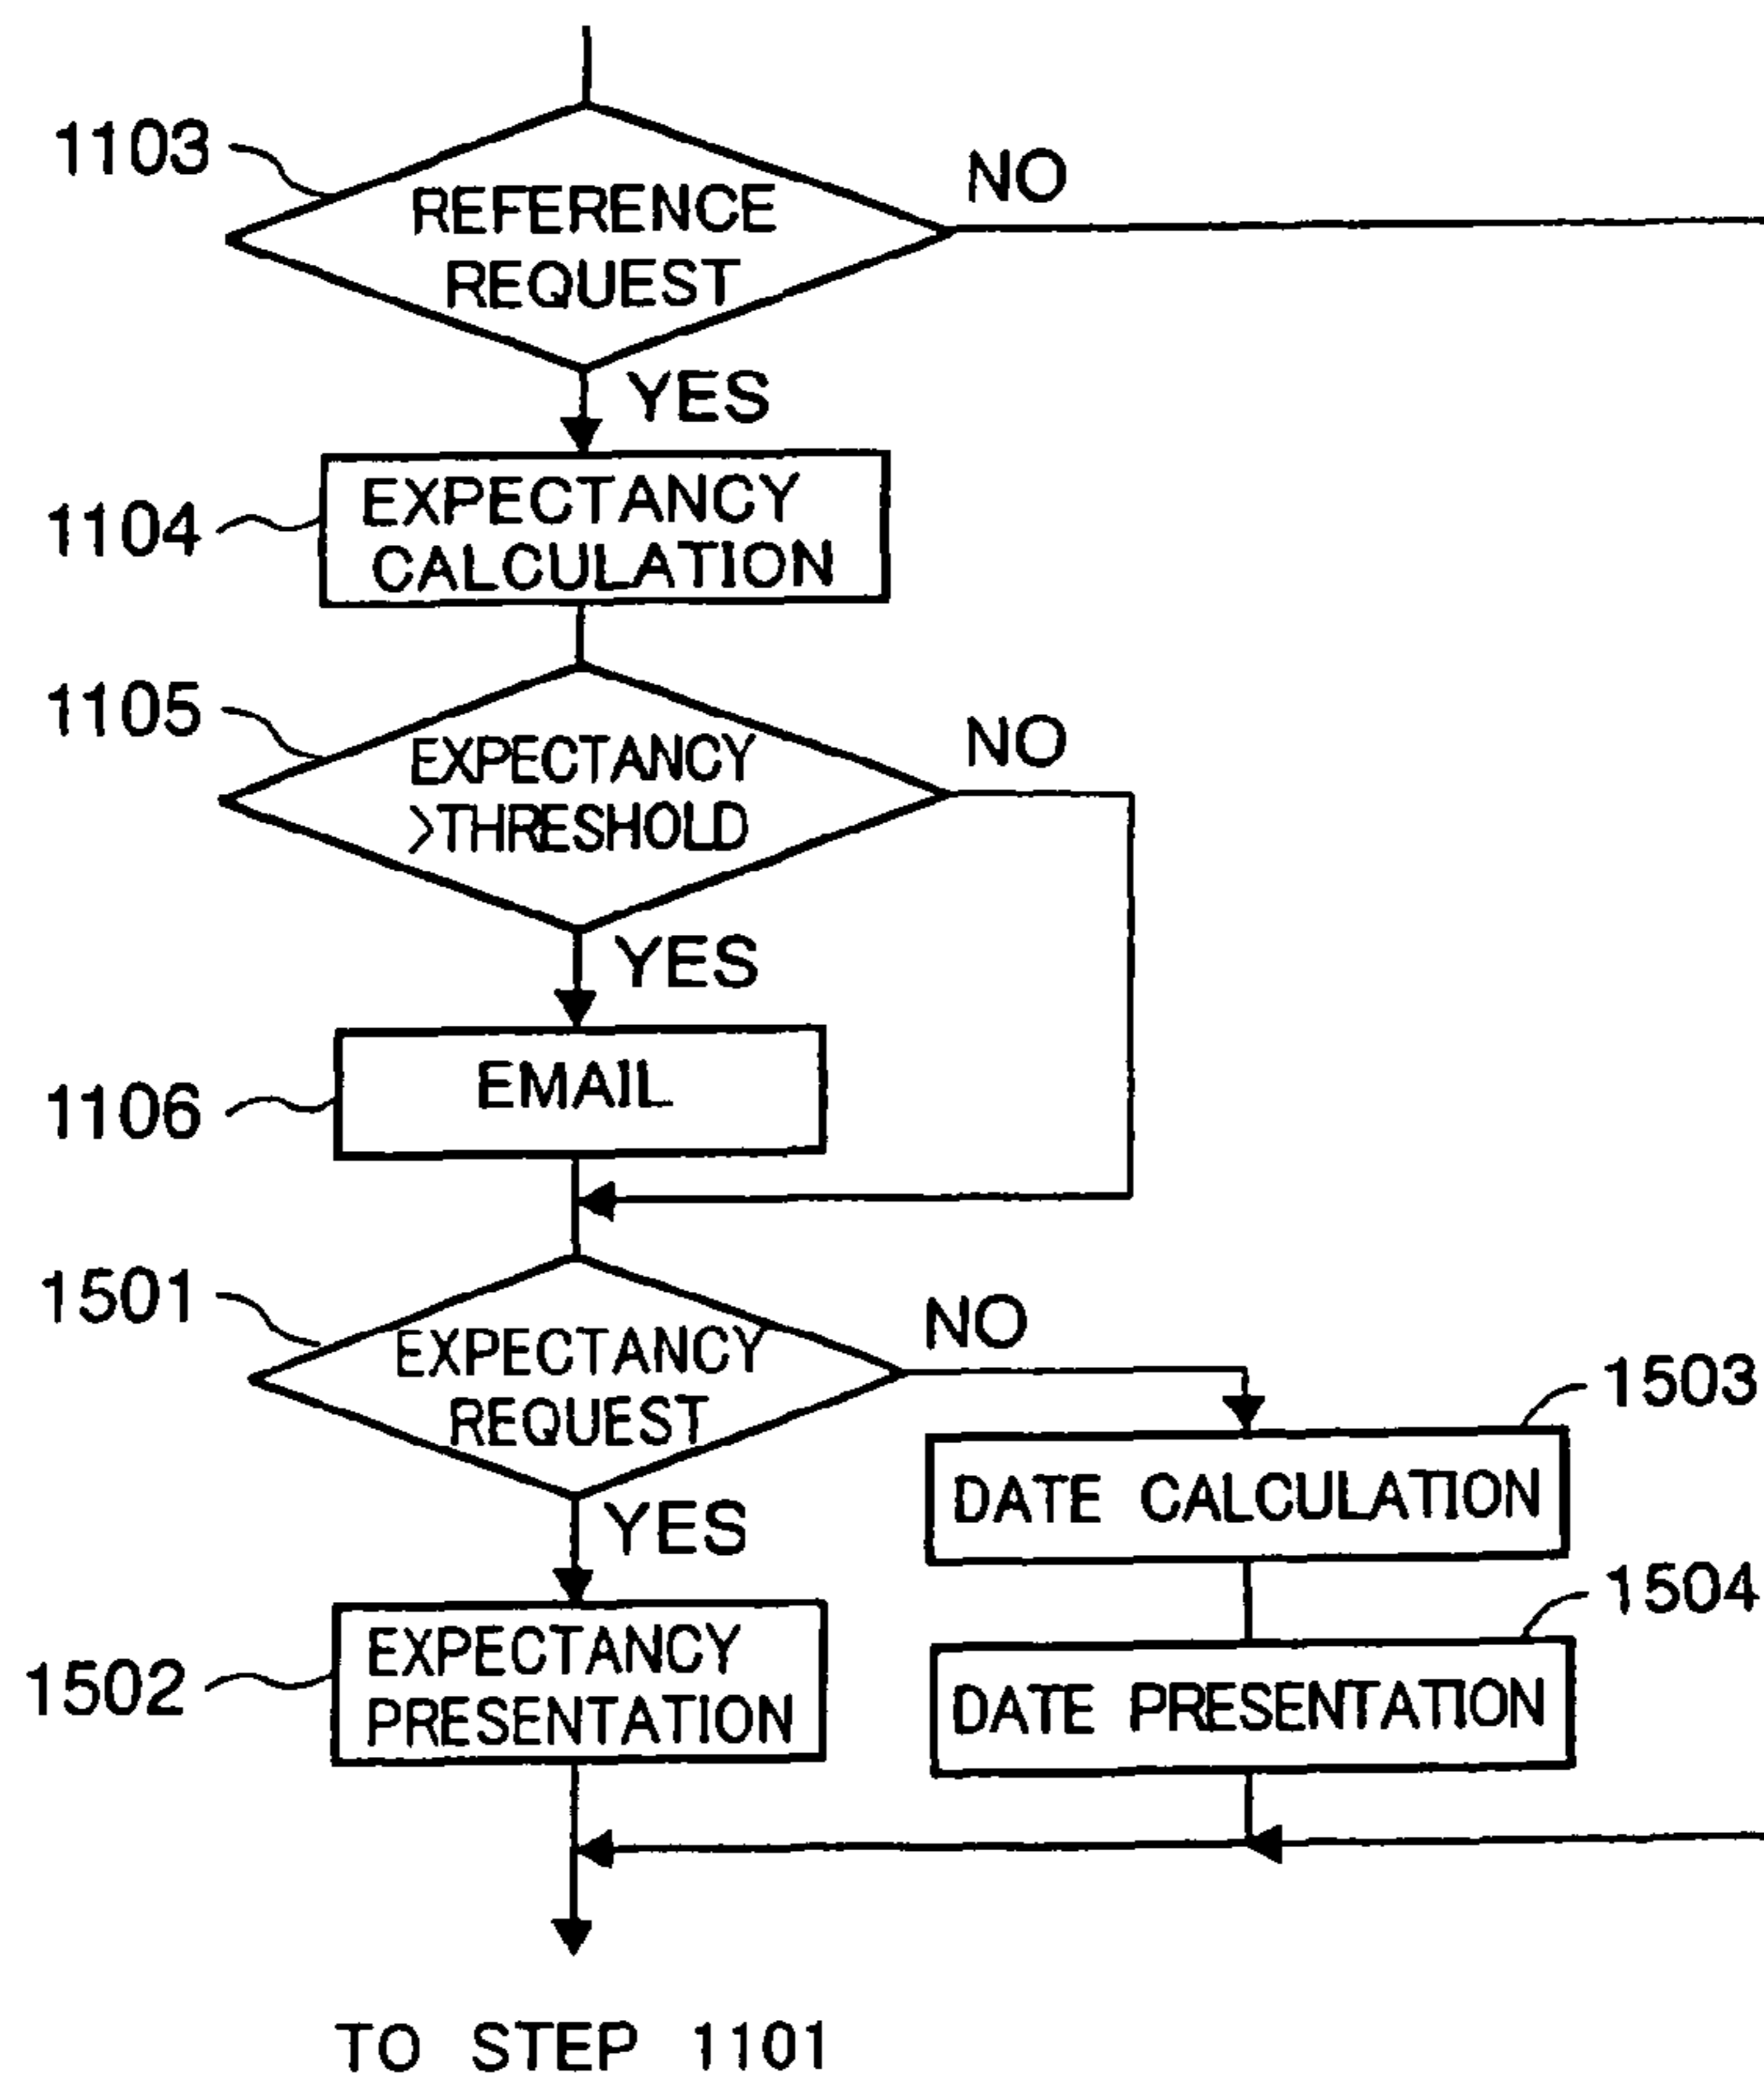 1103
REFERENCE
REQUEST
NO
YES
1104
EXPECTANCY
CALCULATION
1105
EXPECTANCY
>THRESHOLD
NO
YES
1106
EMAIL
1501
EXPECTANCY
REQUEST
NO
YES
1503
DATE CALCULATION
1502
EXPECTANCY
PRESENTATION
1504
DATE PRESENTATION
TO STEP 1101